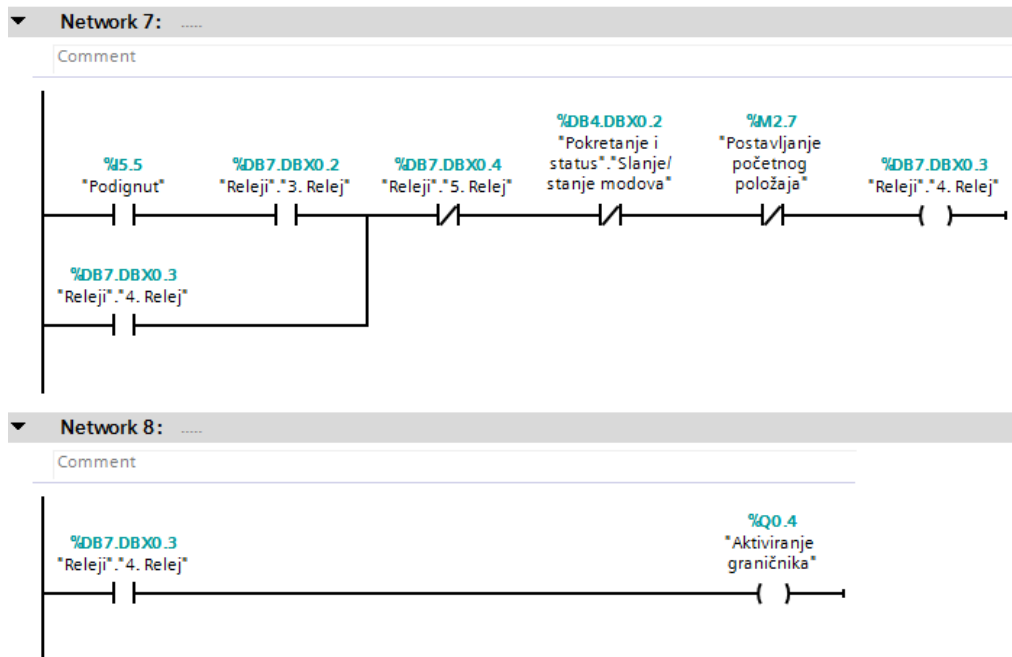 Network 7: .....
Comment
%DB4.DBX0.2
"Pokretanje i
status"."Slanje/
stanje modova"
%M2.7
"Postavljanje
početnog
položaja"
%I5.5
"Podignut"
%DB7.DBX0.2
"Releji"."3. Relej"
%DB7.DBX0.4
"Releji"."5. Relej"
%DB7.DBX0.3
"Releji"."4. Relej"
%DB7.DBX0.3
"Releji"."4. Relej"
Network 8: .....
Comment
%DB7.DBX0.3
"Releji"."4. Relej"
%Q0.4
"Aktiviranje
graničnika"